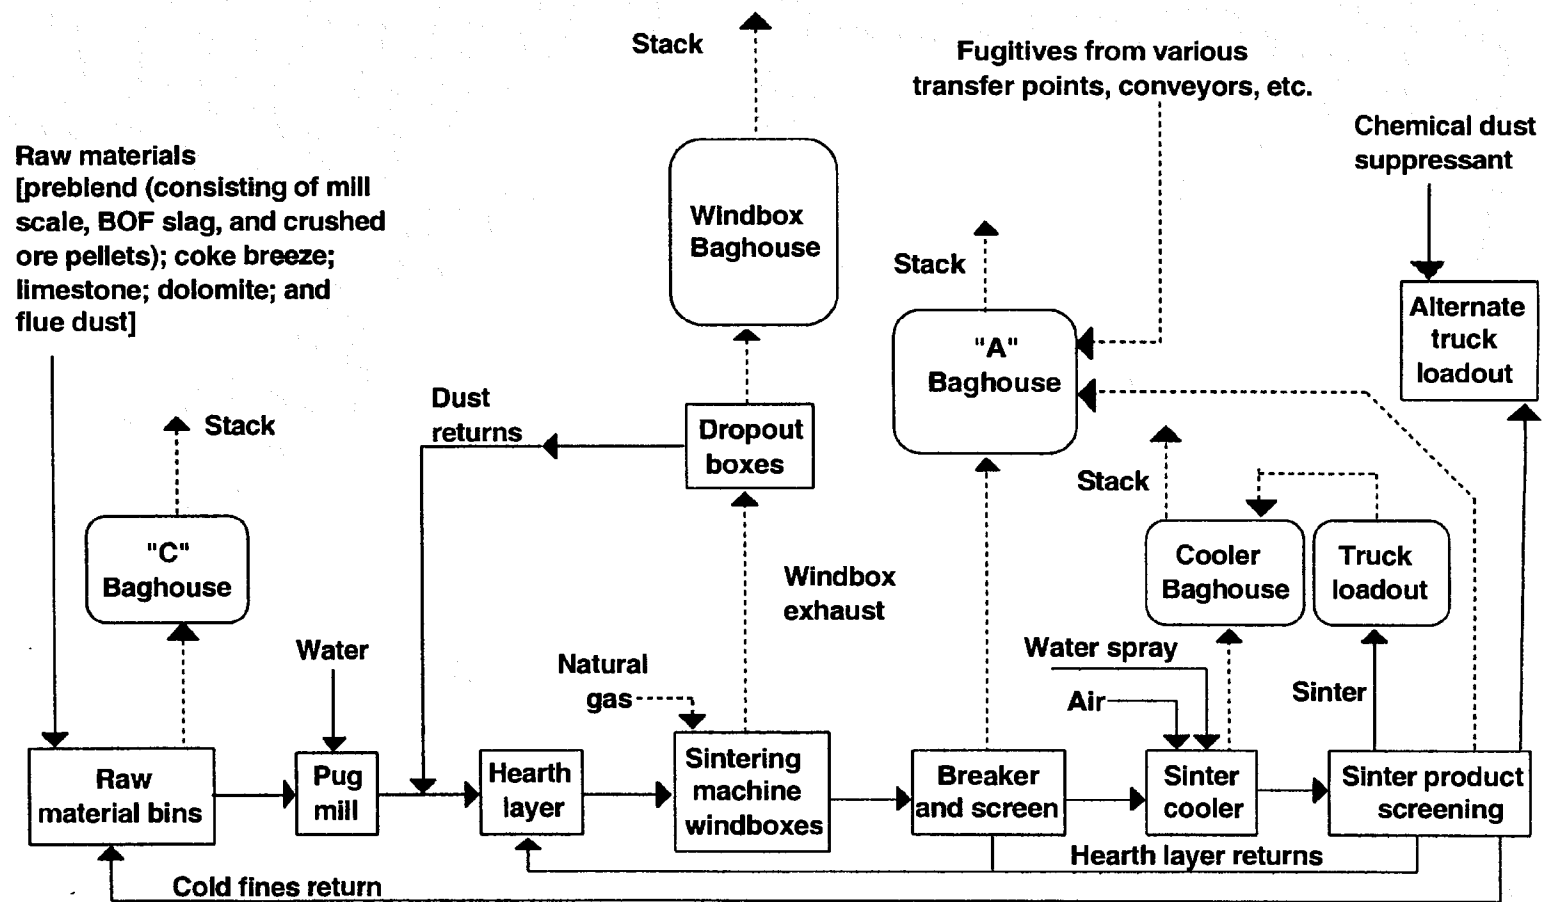 Stack
Fugitives from various
transfer points, conveyors, etc.
Chemical dust
suppressant
Raw materials
[preblend (consisting of mill
scale, BOF slag, and crushed
ore pellets); coke breeze;
limestone; dolomite; and
flue dust]
Windbox
Baghouse
Stack
Alternate
truck
loadout
"A"
Baghouse
Dust
returns
Stack
Dropout
boxes
Stack
"C"
Baghouse
Cooler
Baghouse
Truck
loadout
Windbox
exhaust
Water
Natural
gas
Water spray
Air
Sinter
Raw
material bins
Pug
mill
Hearth
layer
Sintering
machine
windboxes
Breaker
and screen
Sinter
cooler
Sinter product
screening
Hearth layer returns
Cold fines return